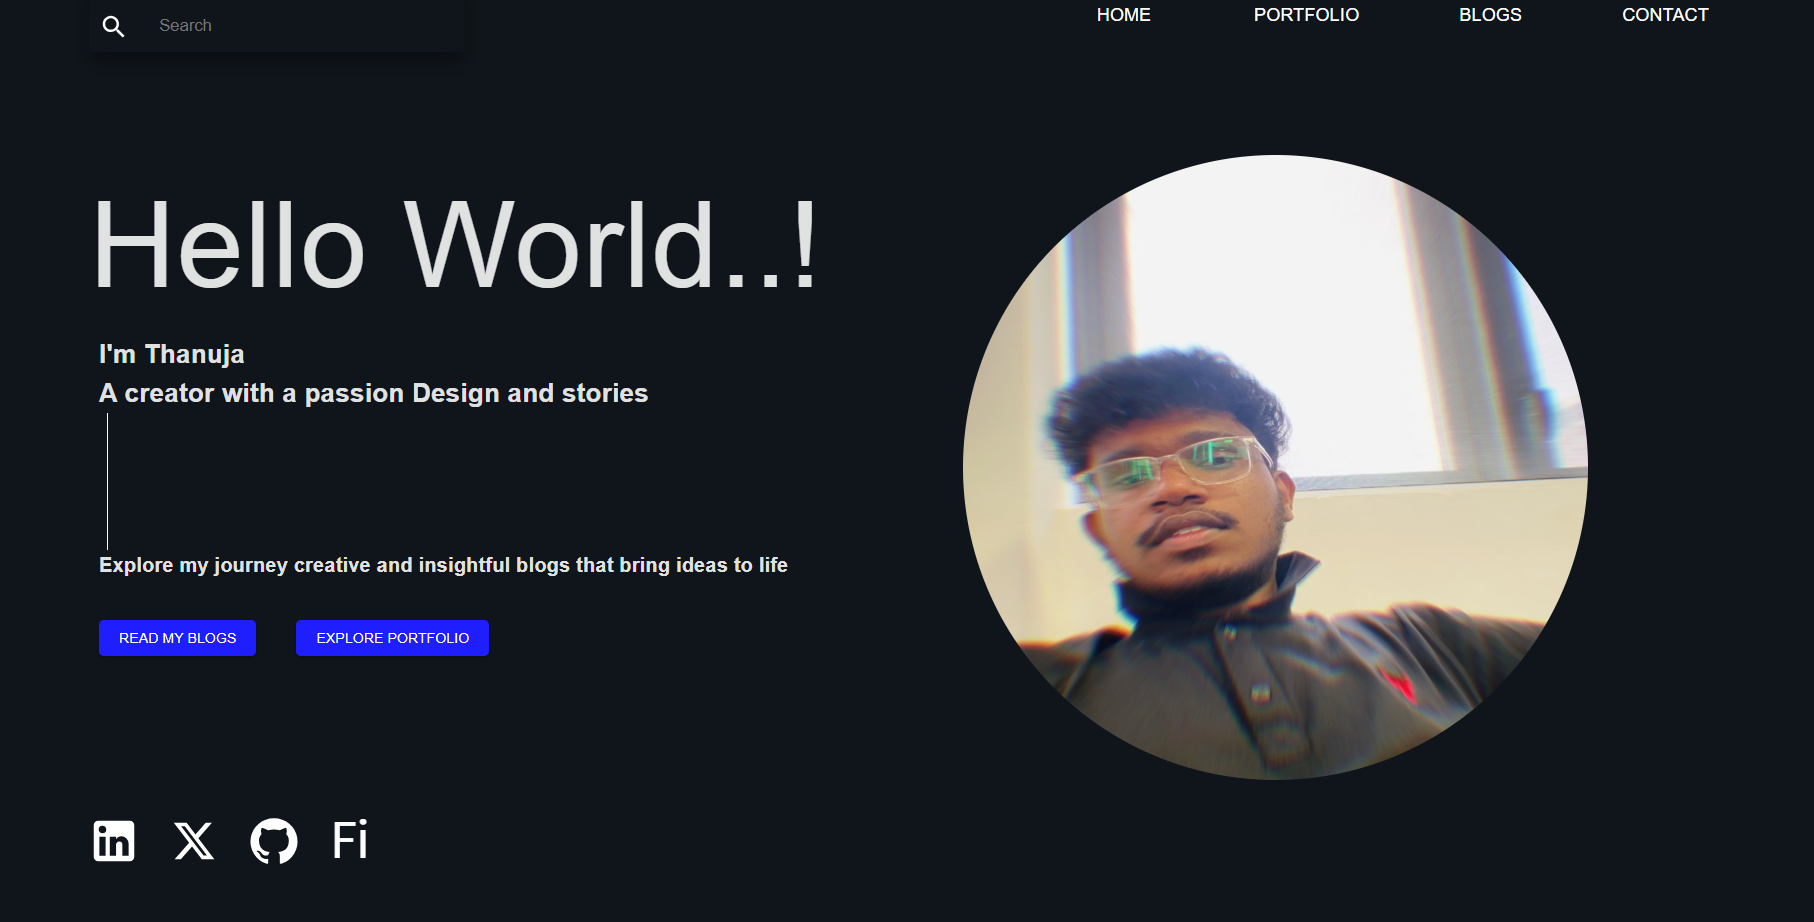 Search
HOME PORTFOLIO BLOGS CONTACT
Hello World..!
I'm Thanuja
A creator with a passion Design and stories
Explore my journey creative and insightful blogs that bring ideas to life
READ MY BLOGS EXPLORE PORTFOLIO
in X Fi